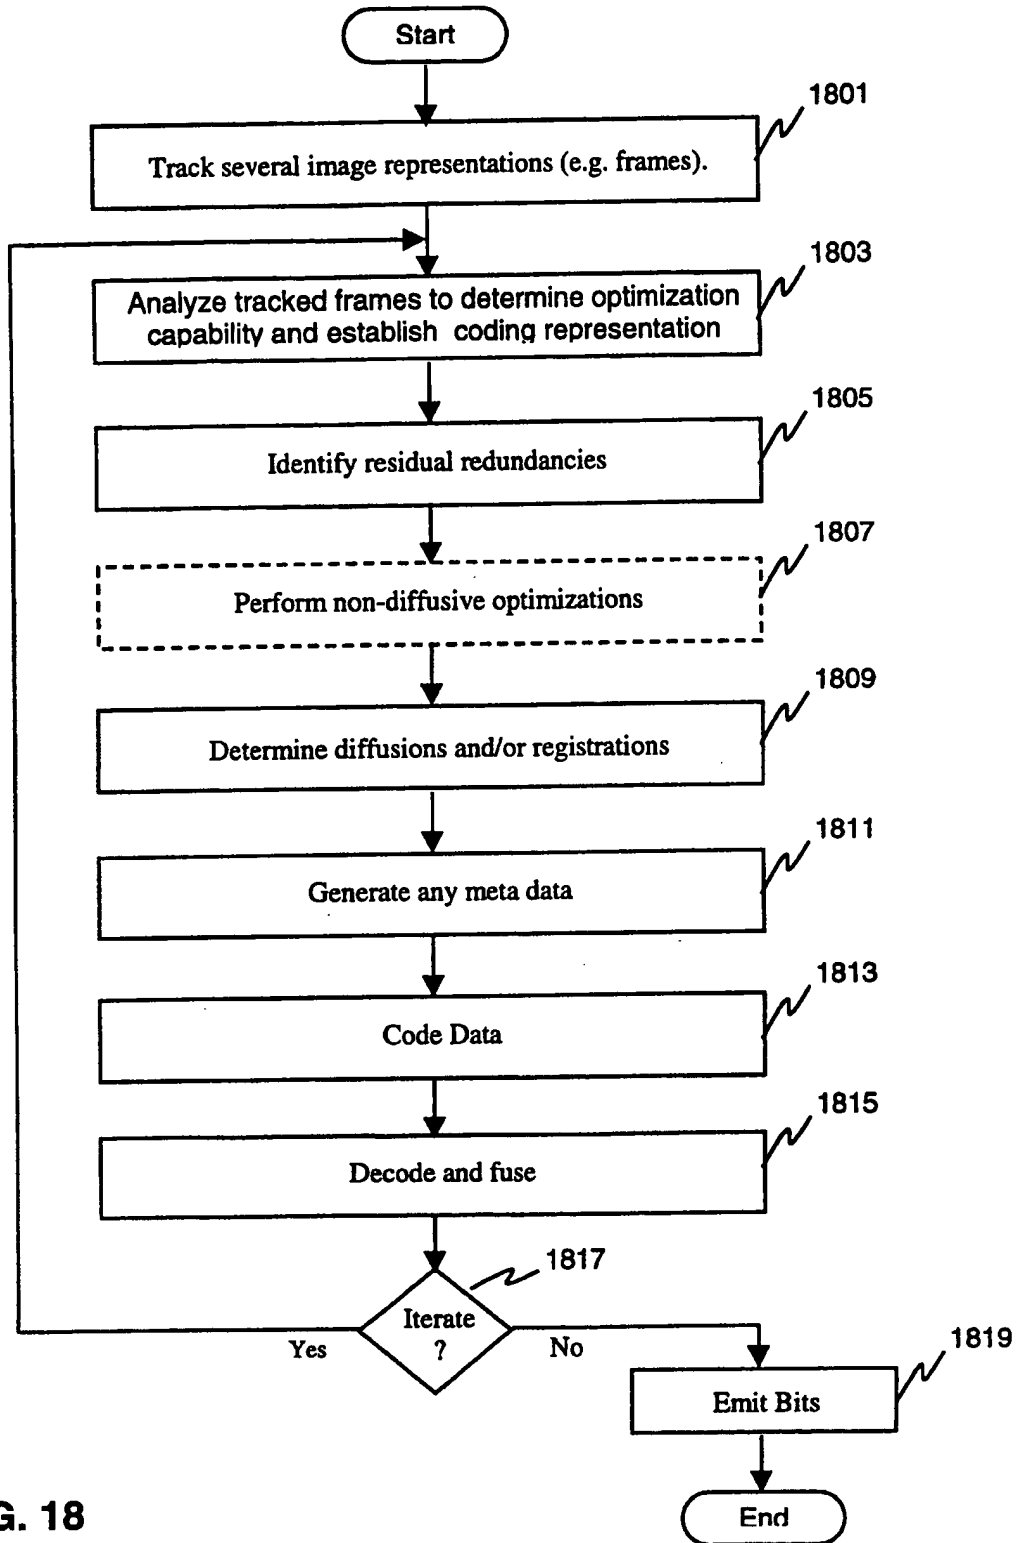 Start
1801
Track several image representations (e.g. frames).
1803
Analyze tracked frames to determine optimization
capability and establish coding representation
1805
Identify residual redundancies
1807
Perform non-diffusive optimizations
1809
Determine diffusions and/or registrations
1811
Generate any meta data
1813
Code Data
1815
Decode and fuse
1817
Iterate
?
Yes
No
1819
Emit Bits
End
G. 18